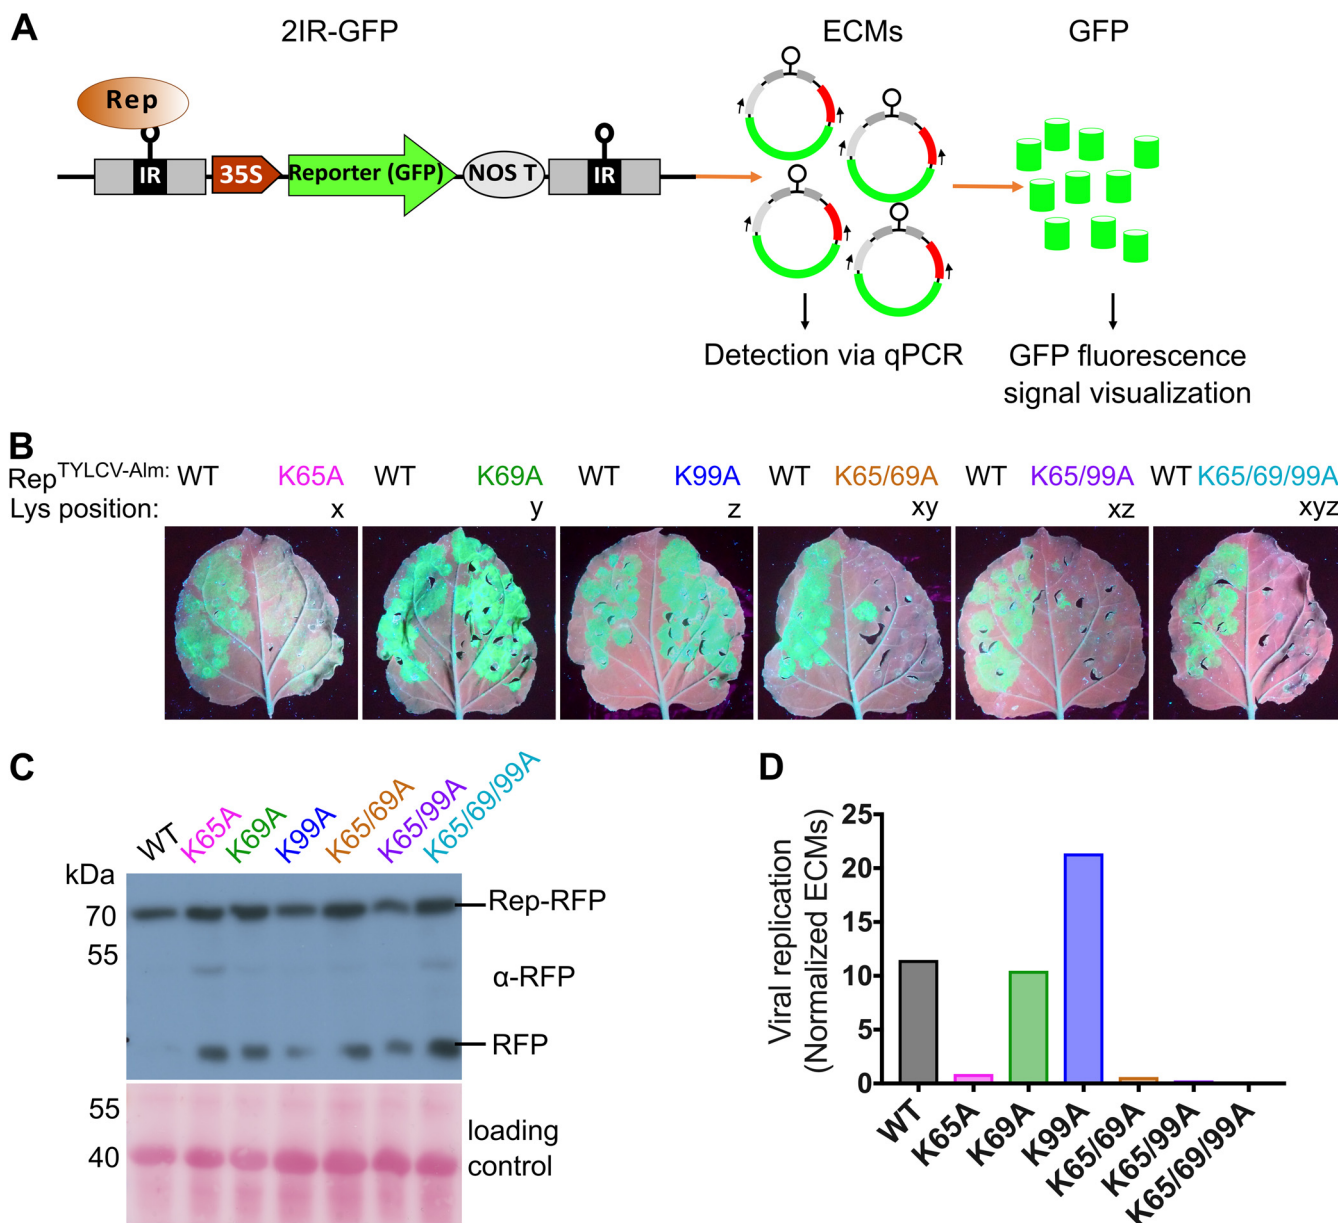 A
2IR-GFP
ECMs
GFP
Rep
IR
35S
Reporter (GFP)
NOS T
IR
Detection via qPCR
GFP fluorescence
signal visualization
B
Rep^TYLCV-Alm: WT K65A WT K69A WT K99A WT K65/69A WT K65/99A WT K65/69/99A
Lys position: x y z xy xz xyz
C
WT K65A K69A K99A K65/69A K65/99A K65/69/99A
kDa
70
55
Rep-RFP
α-RFP
RFP
55
40
loading
control
D
Viral replication
(Normalized ECMs)
25
20
15
10
5
0
WT K65A K69A K99A K65/69A K65/99A K65/69/99A